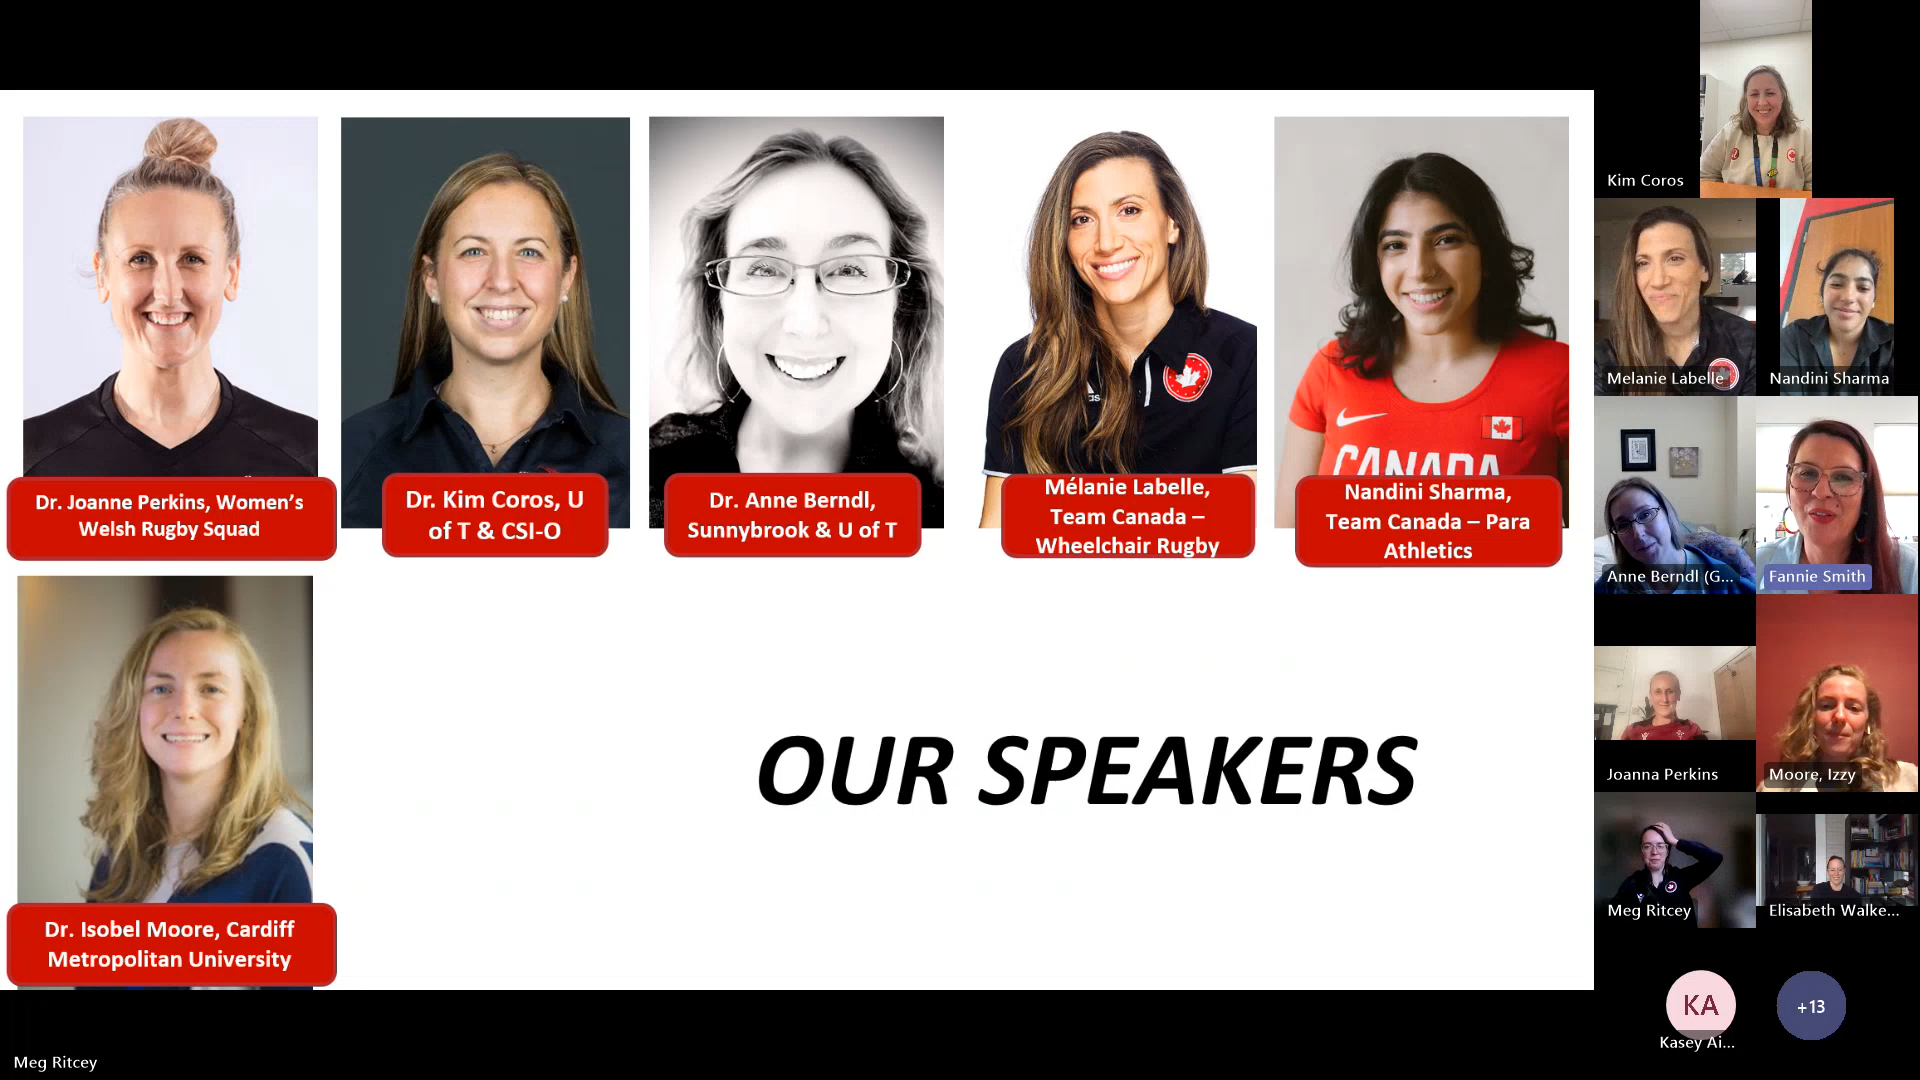 Dr. Joanne Perkins, Women's
Welsh Rugby Squad
Dr. Kim Coros, U
of T & CSI-O
Dr. Anne Berndl,
Sunnybrook & U of T
as
Mélanie Labelle,
Team Canada –
Wheelchair Rugby
CANADA
Nandini Sharma,
Team Canada – Para
Athletics
Dr. Isobel Moore, Cardiff
Metropolitan University
OUR SPEAKERS
Kim Coros
Melanie Labelle
Nandini Sharma
Anne Berndl (G...
Fannie Smith
Joanna Perkins
Moore, Izzy
Meg Ritcey
Elisabeth Walke...
KA
+13
Kasey Ai...
Meg Ritcey